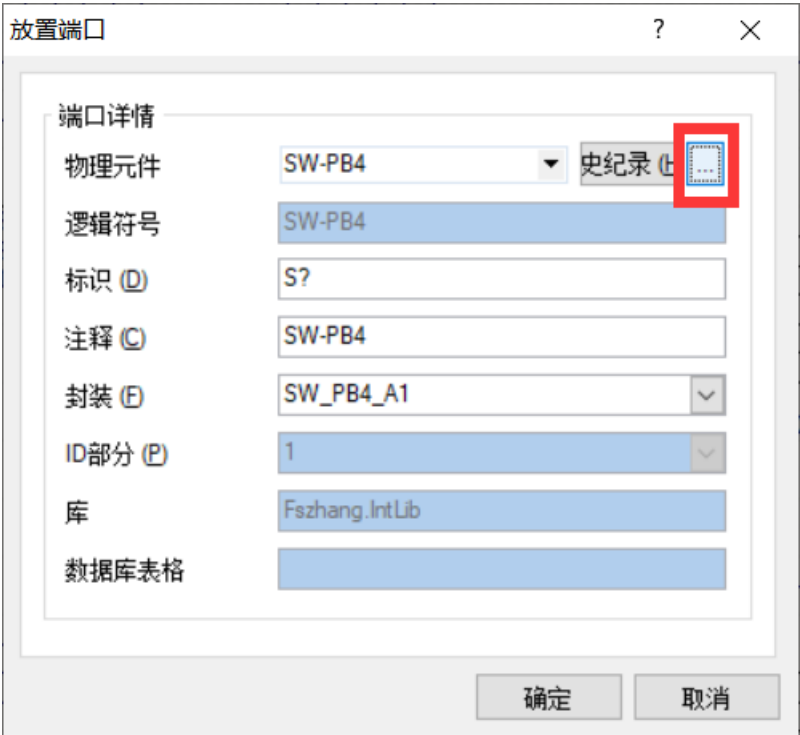 放置端口 ?
端口详情
物理元件 SW-PB4 史纪录 (H ...
逻辑符号 SW-PB4
标识 (D) S?
注释 (C) SW-PB4
封装 (F) SW_PB4_A1
ID部分 (P) 1
库 Fszhang.IntLib
数据库表格
确定 取消